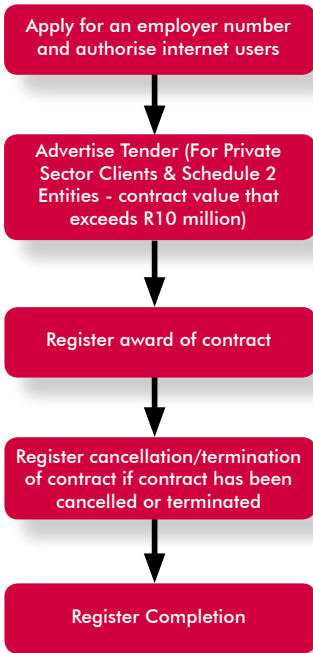 Apply for an employer number
and authorise internet users
Advertise Tender (For Private
Sector Clients & Schedule 2
Entities - contract value that
exceeds R10 million)
Register award of contract
Register cancellation/termination
of contract if contract has been
cancelled or terminated
Register Completion